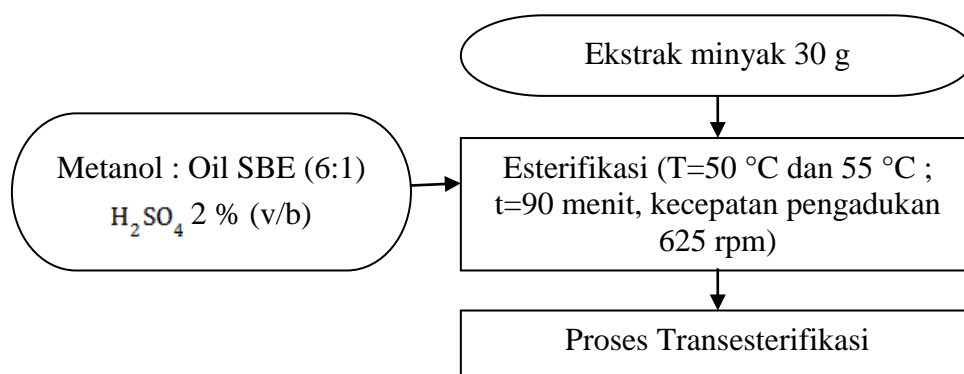 Ekstrak minyak 30 g
Metanol : Oil SBE (6:1)
H₂SO₄ 2 % (v/b)
Esterifikasi (T=50 °C dan 55 °C ;
t=90 menit, kecepatan pengadukan
625 rpm)
Proses Transesterifikasi